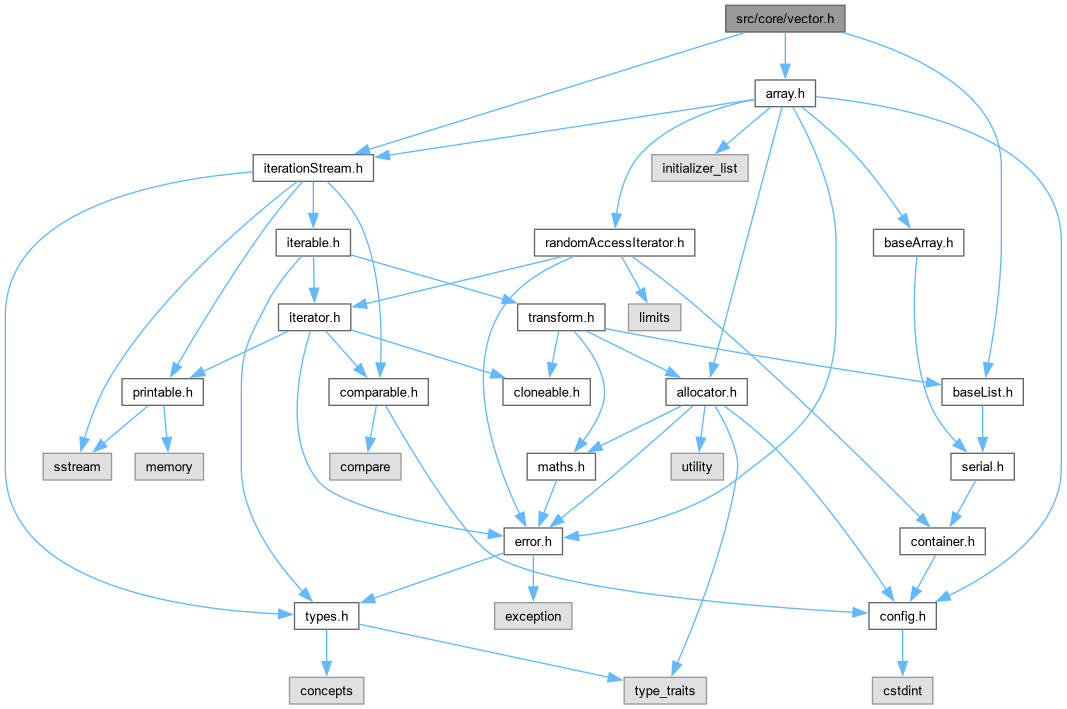 src/core/vector.h
array.h
iterationStream.h
initializer_list
iterable.h
randomAccessIterator.h
baseArray.h
iterator.h
transform.h
limits
printable.h
comparable.h
cloneable.h
allocator.h
baseList.h
sstream
memory
compare
maths.h
utility
serial.h
error.h
container.h
types.h
exception
config.h
concepts
type_traits
cstdint